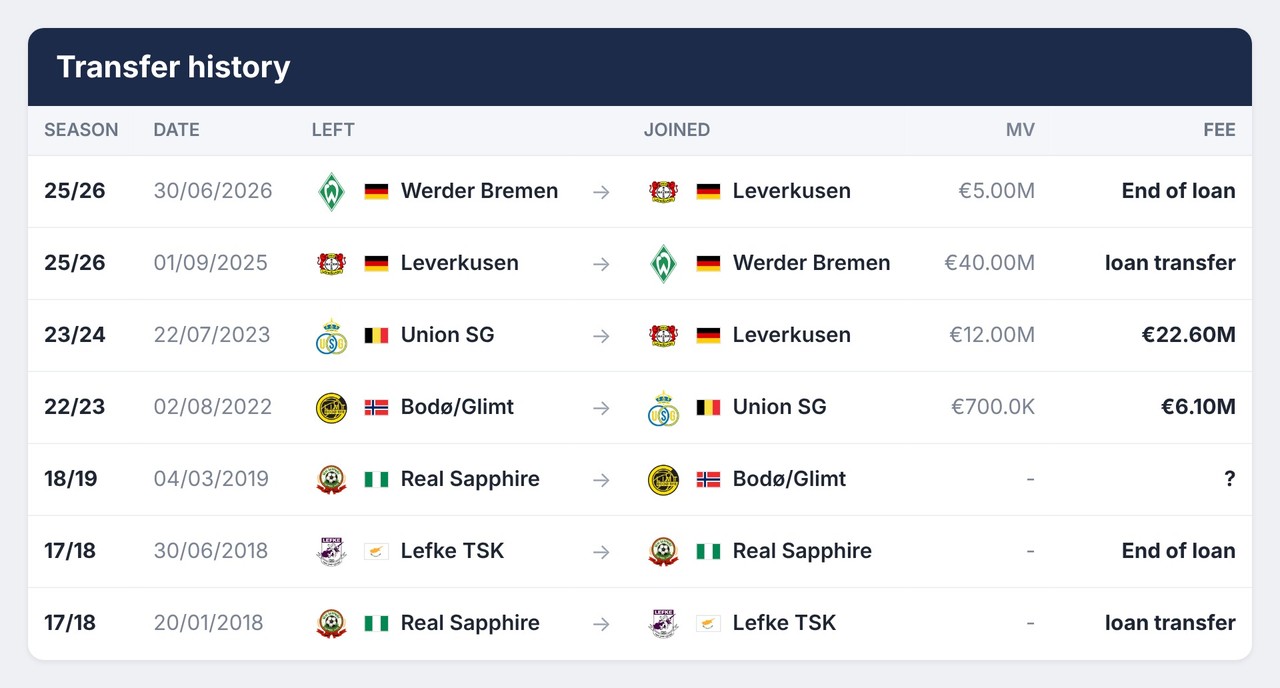 Transfer history
SEASON DATE LEFT JOINED MV FEE
25/26 30/06/2026 Werder Bremen → Leverkusen €5.00M End of loan
25/26 01/09/2025 Leverkusen → Werder Bremen €40.00M loan transfer
23/24 22/07/2023 Union SG → Leverkusen €12.00M €22.60M
22/23 02/08/2022 Bodø/Glimt → Union SG €700.0K €6.10M
18/19 04/03/2019 Real Sapphire → Bodø/Glimt - ?
17/18 30/06/2018 Lefke TSK → Real Sapphire - End of loan
17/18 20/01/2018 Real Sapphire → Lefke TSK - loan transfer